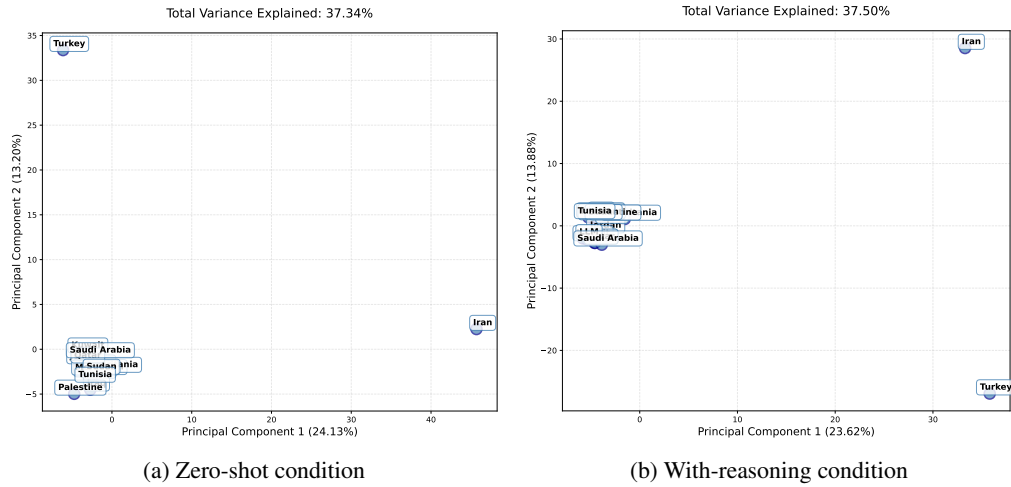 Total Variance Explained: 37.34%
Turkey
Iran
Kuwait
Saudi Arabia
Sudan
Tunisia
Palestine
35
30
25
20
15
10
5
0
−5
0
10
20
30
40
Principal Component 2 (13.20%)
Principal Component 1 (24.13%)
(a) Zero-shot condition
Total Variance Explained: 37.50%
Iran
Tunisia
Jordan
Saudi Arabia
Turkey
30
20
10
0
−10
−20
0
10
20
30
Principal Component 2 (13.88%)
Principal Component 1 (23.62%)
(b) With-reasoning condition